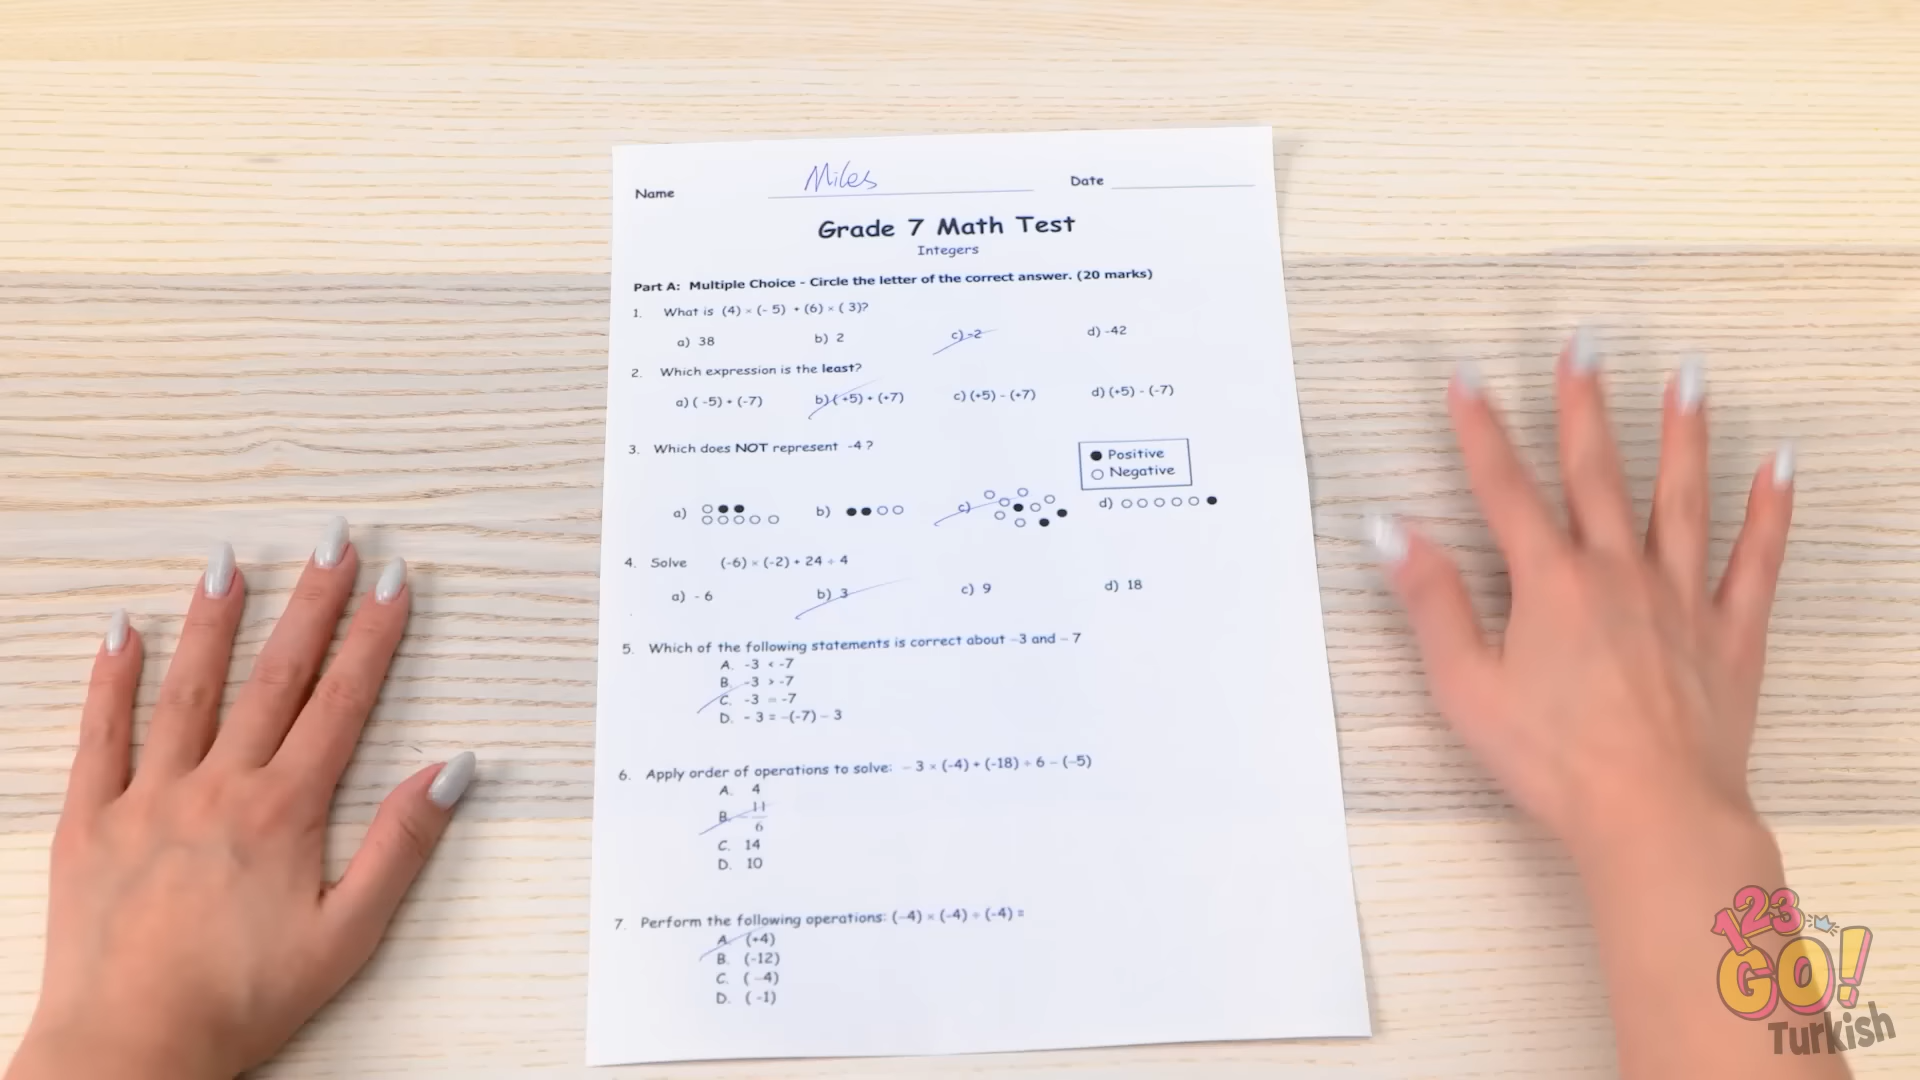 Name Miles Date
Grade 7 Math Test
Integers
Part A: Multiple Choice - Circle the letter of the correct answer. (20 marks)
1. What is (4) × (- 5) + (6) × ( 3)?
a) 38 b) 2 c) -2 d) -42
2. Which expression is the least?
a) ( -5) + (-7) b) ( +5) + (+7) c) (+5) - (+7) d) (+5) - (-7)
3. Which does NOT represent -4 ?
Positive
Negative
a) b) c) d)
4. Solve (-6) × (-2) + 24 ÷ 4
a) - 6 b) 3 c) 9 d) 18
5. Which of the following statements is correct about -3 and - 7
A. -3 < -7
B. -3 > -7
C. -3 = -7
D. - 3 = -(-7) - 3
6. Apply order of operations to solve: - 3 × (-4) + (-18) ÷ 6 - (-5)
A. 4
B. - 11/6
C. 14
D. 10
7. Perform the following operations: (-4) × (-4) ÷ (-4) =
A. (+4)
B. (-12)
C. ( -4)
D. ( -1)
123
GO!
Turkish